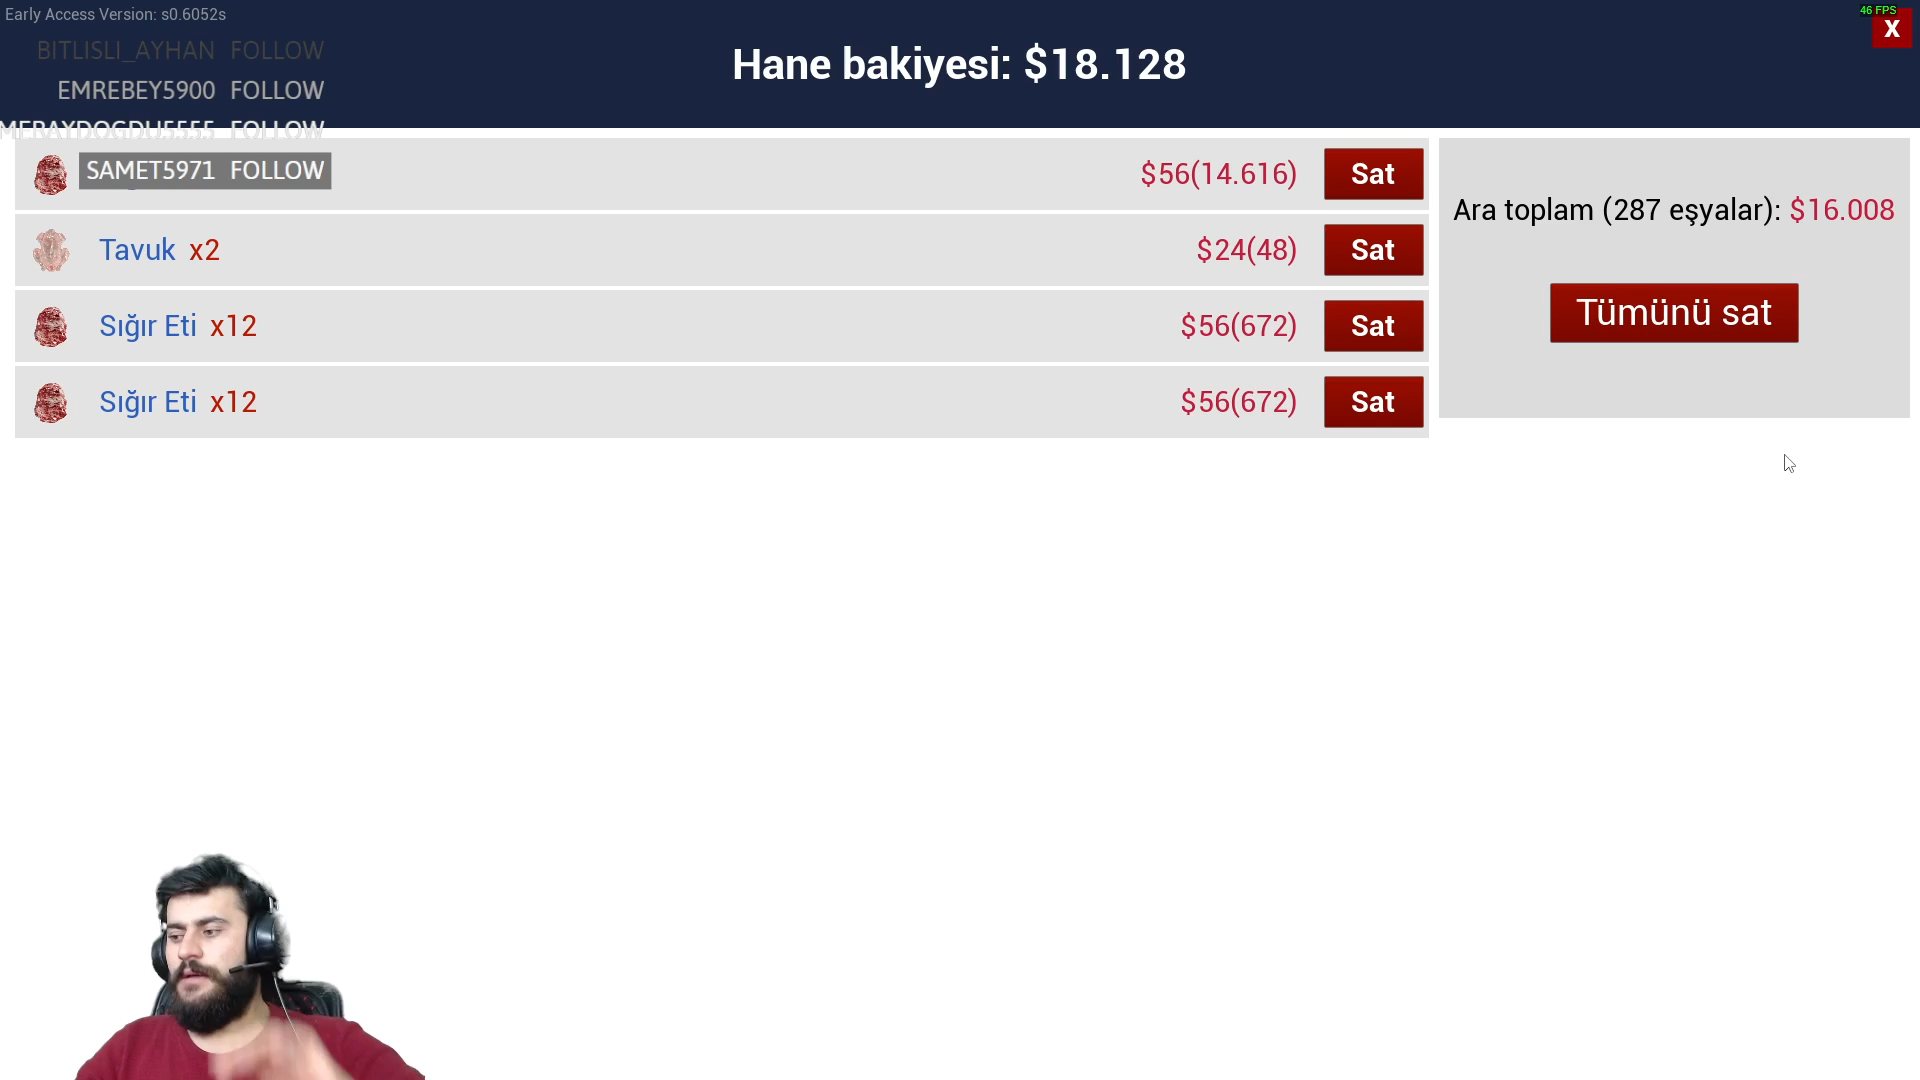 Early Access Version: s0.6052s
46 FPS
X
BITLISLI_AYHAN FOLLOW
EMREBEY5900 FOLLOW
FOLLOW
SAMET5971 FOLLOW
Hane bakiyesi: $18.128
$56(14.616) Sat
Tavuk x2 $24(48) Sat
Sığır Eti x12 $56(672) Sat
Sığır Eti x12 $56(672) Sat
Ara toplam (287 eşyalar): $16.008
Tümünü sat